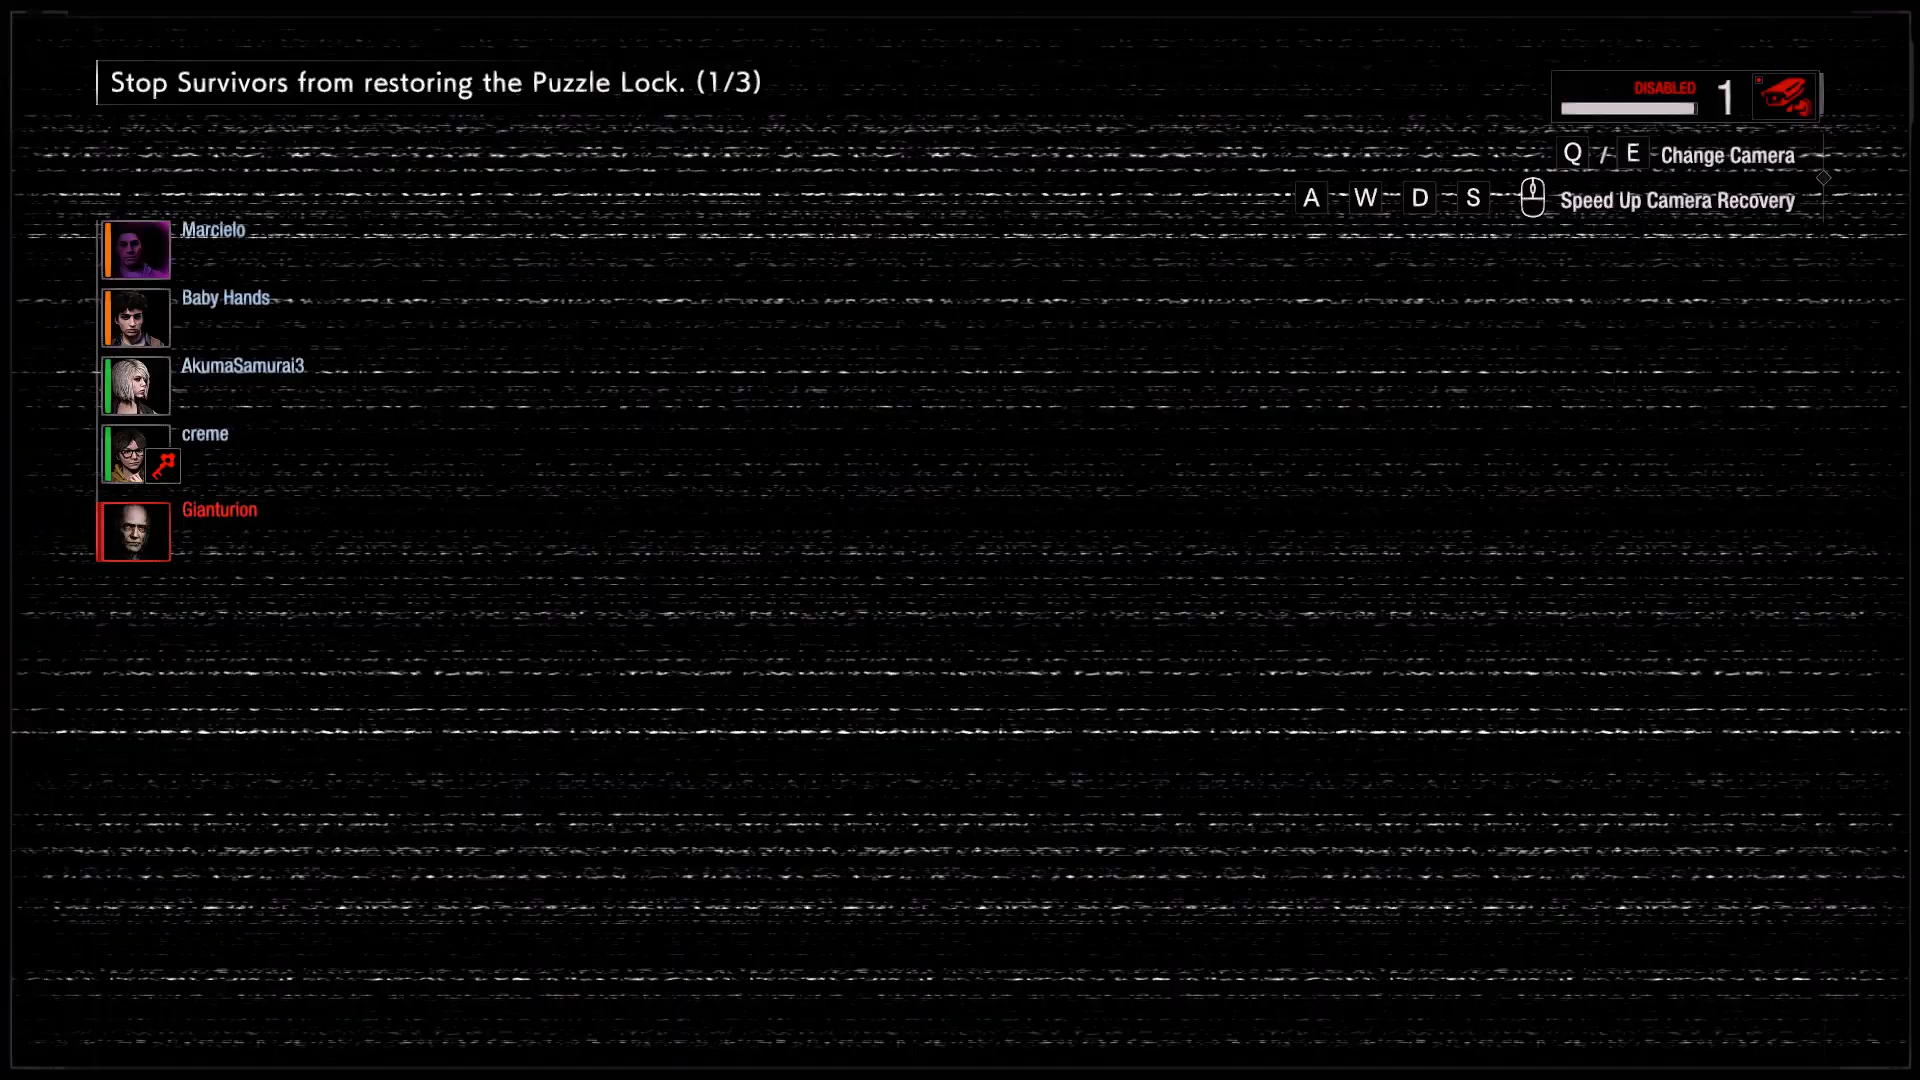 Stop Survivors from restoring the Puzzle Lock. (1/3)
DISABLED 1
Q / E Change Camera
A W D S Speed Up Camera Recovery
Marcielo
Baby Hands
AkumaSamurai3
creme
Gianturion